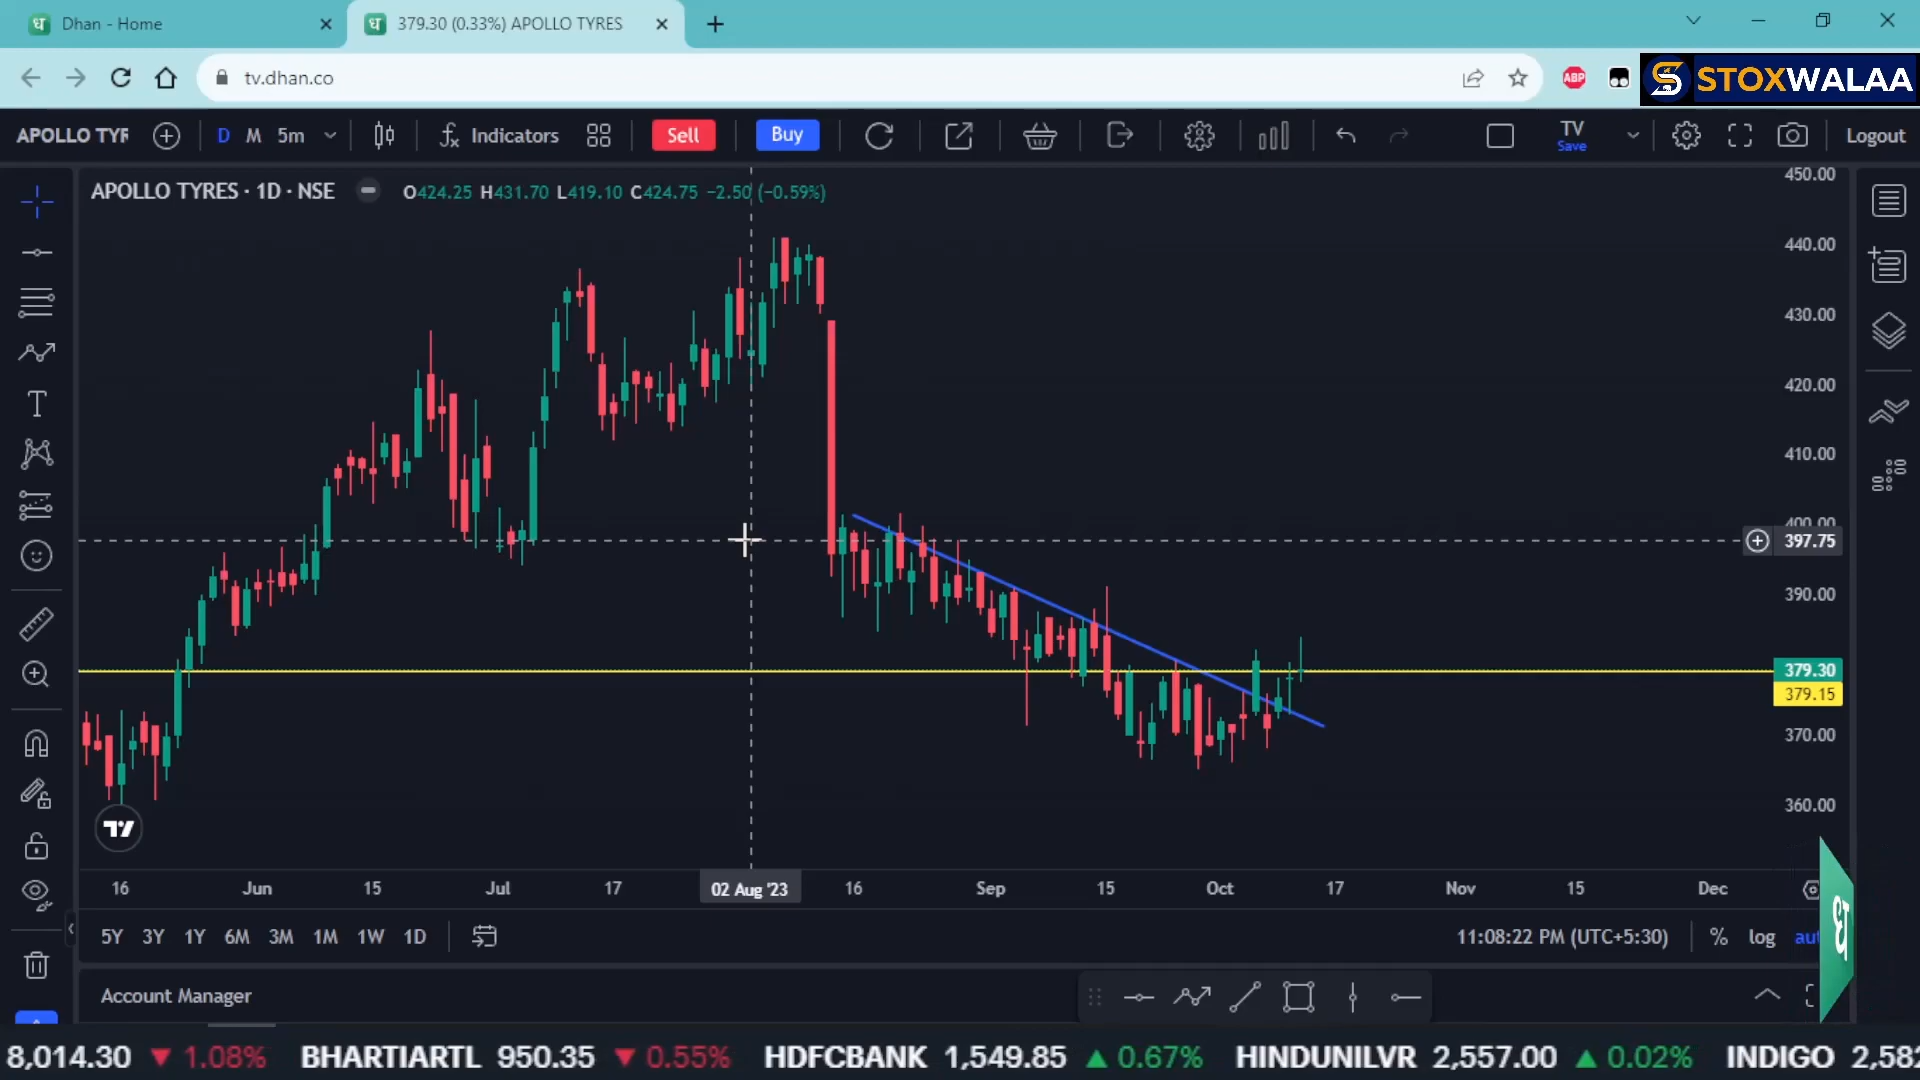 ध Dhan - Home
ध 379.30 (0.33%) APOLLO TYRES
tv.dhan.co
ABP
STOXWALAA
APOLLO TYR D M 5m Indicators Sell Buy TV Save Logout
APOLLO TYRES · 1D · NSE O424.25 H431.70 L419.10 C424.75 −2.50 (−0.59%)
450.00
440.00
430.00
420.00
410.00
400.00
397.75
390.00
379.30
379.15
370.00
360.00
16 Jun 15 Jul 17 02 Aug '23 16 Sep 15 Oct 17 Nov 15 Dec
5Y 3Y 1Y 6M 3M 1M 1W 1D 11:08:22 PM (UTC+5:30) % log
ध
Account Manager
8,014.30 ▼ 1.08% BHARTIARTL 950.35 ▼ 0.55% HDFCBANK 1,549.85 ▲ 0.67% HINDUNILVR 2,557.00 ▲ 0.02% INDIGO